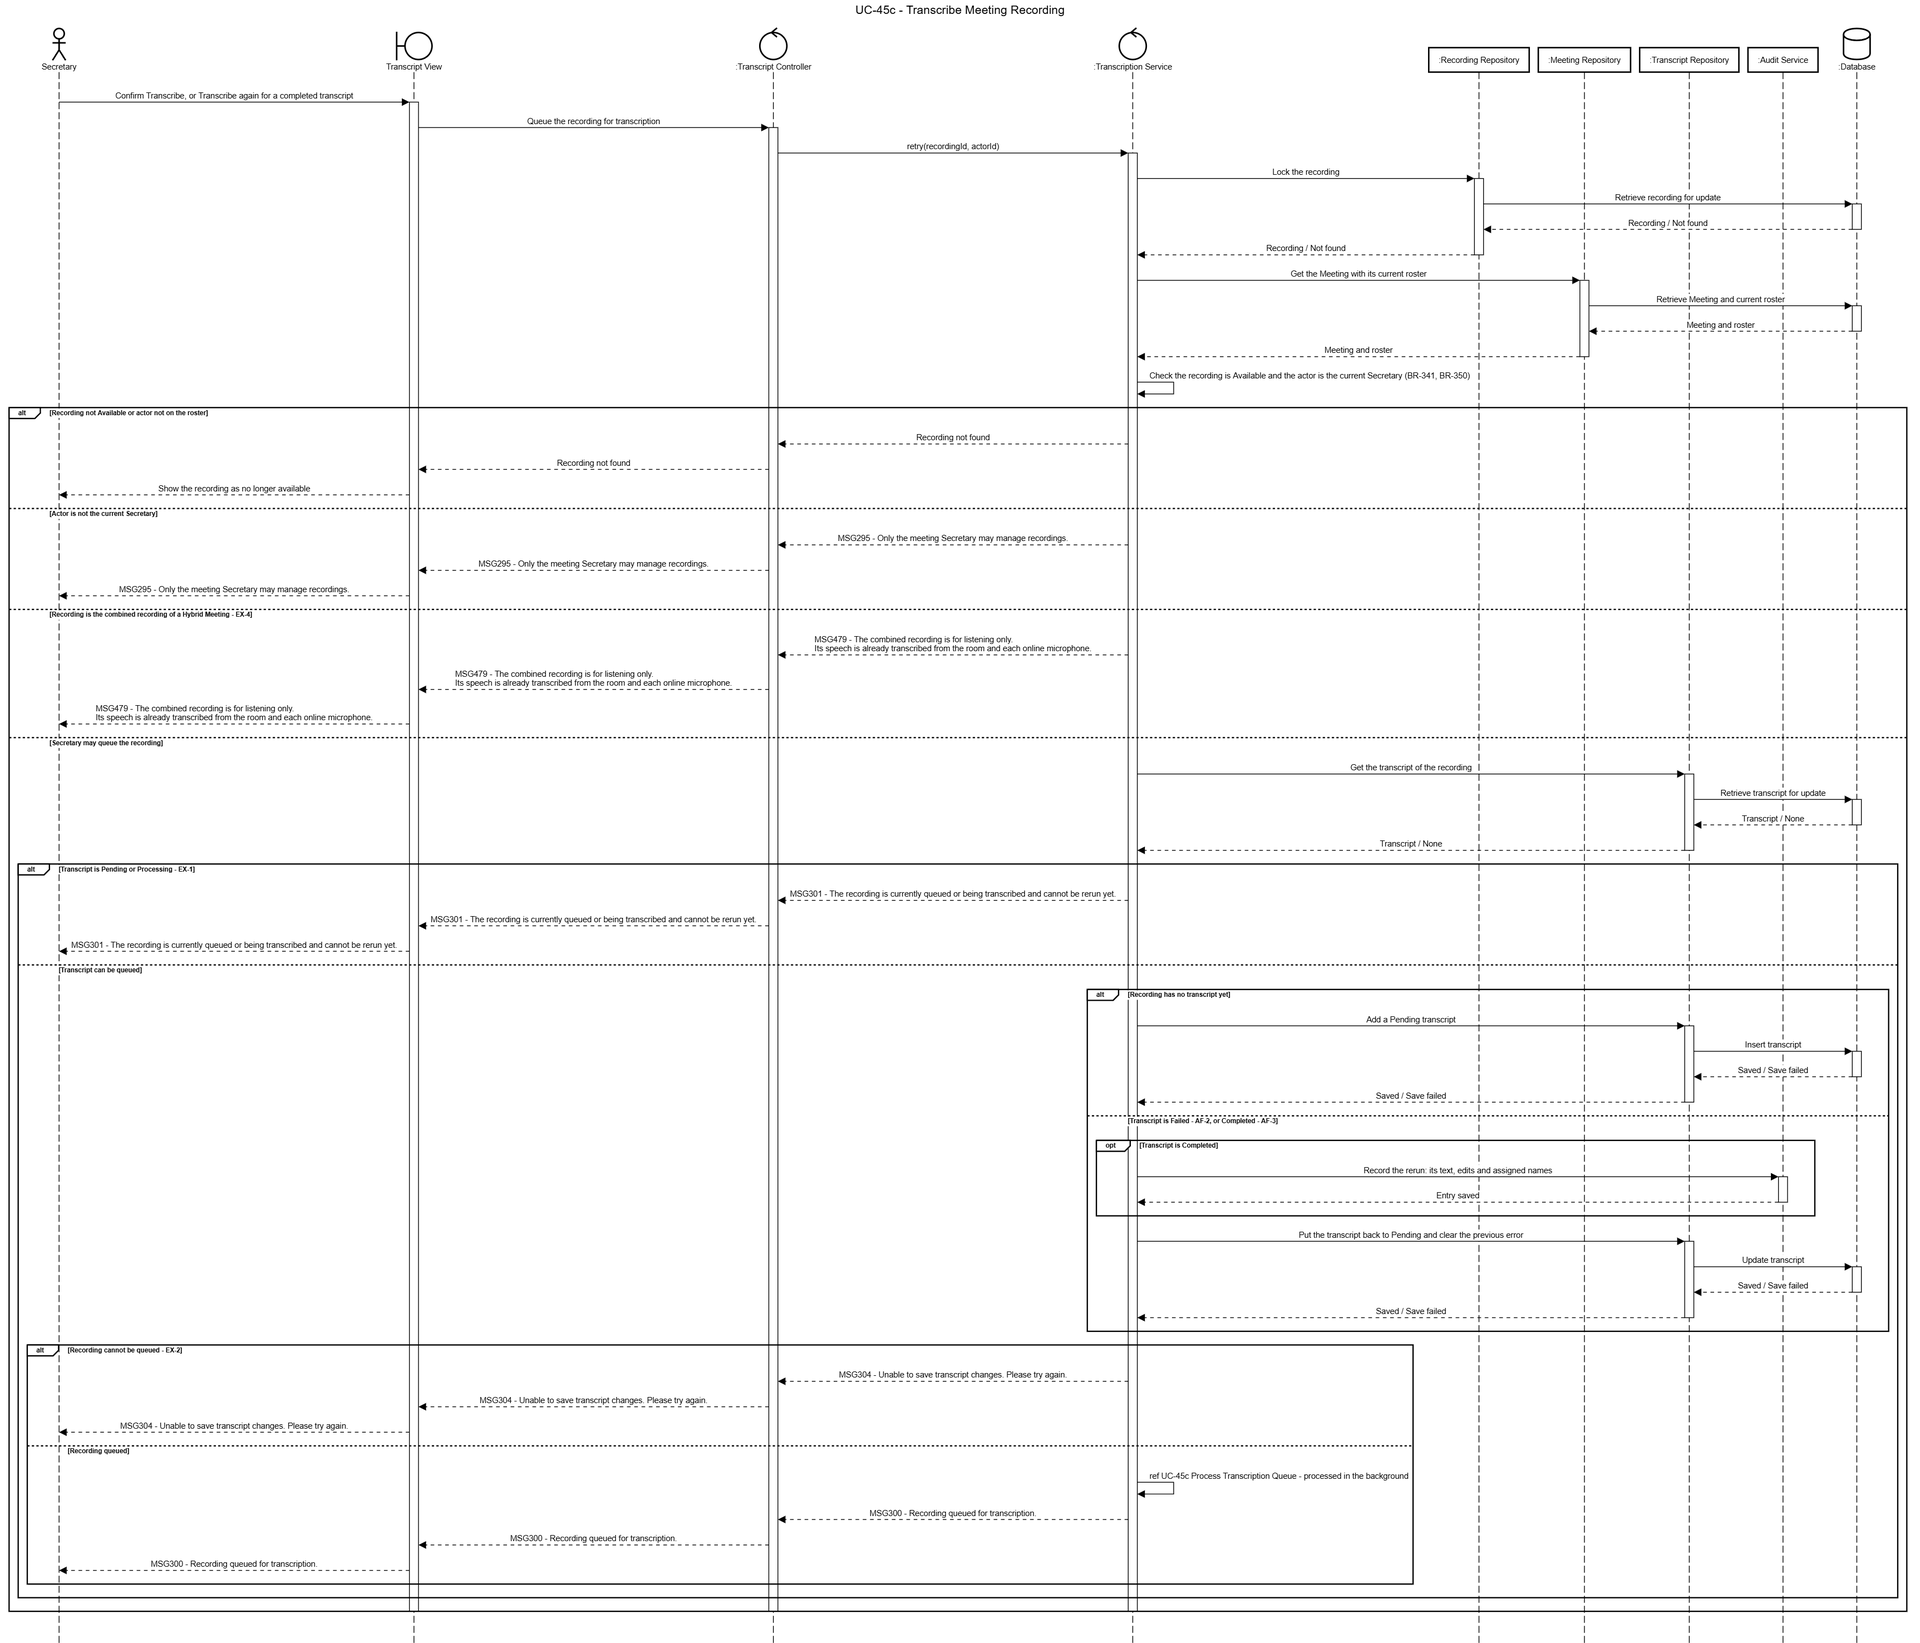 UC-45c - Transcribe Meeting Recording
Secretary
Transcript View
:Transcript Controller
:Transcription Service
:Recording Repository
:Meeting Repository
:Transcript Repository
:Audit Service
:Database
Confirm Transcribe, or Transcribe again for a completed transcript
Queue the recording for transcription
retry(recordingId, actorId)
Lock the recording
Retrieve recording for update
Recording / Not found
Recording / Not found
Get the Meeting with its current roster
Retrieve Meeting and current roster
Meeting and roster
Meeting and roster
Check the recording is Available and the actor is the current Secretary (BR-341, BR-350)
alt [Recording not Available or actor not on the roster]
Recording not found
Recording not found
Show the recording as no longer available
[Actor is not the current Secretary]
MSG295 - Only the meeting Secretary may manage recordings.
MSG295 - Only the meeting Secretary may manage recordings.
MSG295 - Only the meeting Secretary may manage recordings.
[Recording is the combined recording of a Hybrid Meeting - EX-4]
MSG479 - The combined recording is for listening only.
Its speech is already transcribed from the room and each online microphone.
MSG479 - The combined recording is for listening only.
Its speech is already transcribed from the room and each online microphone.
MSG479 - The combined recording is for listening only.
Its speech is already transcribed from the room and each online microphone.
[Secretary may queue the recording]
Get the transcript of the recording
Retrieve transcript for update
Transcript / None
Transcript / None
alt [Transcript is Pending or Processing - EX-1]
MSG301 - The recording is currently queued or being transcribed and cannot be rerun yet.
MSG301 - The recording is currently queued or being transcribed and cannot be rerun yet.
MSG301 - The recording is currently queued or being transcribed and cannot be rerun yet.
[Transcript can be queued]
alt [Recording has no transcript yet]
Add a Pending transcript
Insert transcript
Saved / Save failed
Saved / Save failed
[Transcript is Failed - AF-2, or Completed - AF-3]
opt [Transcript is Completed]
Record the rerun: its text, edits and assigned names
Entry saved
Put the transcript back to Pending and clear the previous error
Update transcript
Saved / Save failed
Saved / Save failed
alt [Recording cannot be queued - EX-2]
MSG304 - Unable to save transcript changes. Please try again.
MSG304 - Unable to save transcript changes. Please try again.
MSG304 - Unable to save transcript changes. Please try again.
[Recording queued]
ref UC-45c Process Transcription Queue - processed in the background
MSG300 - Recording queued for transcription.
MSG300 - Recording queued for transcription.
MSG300 - Recording queued for transcription.